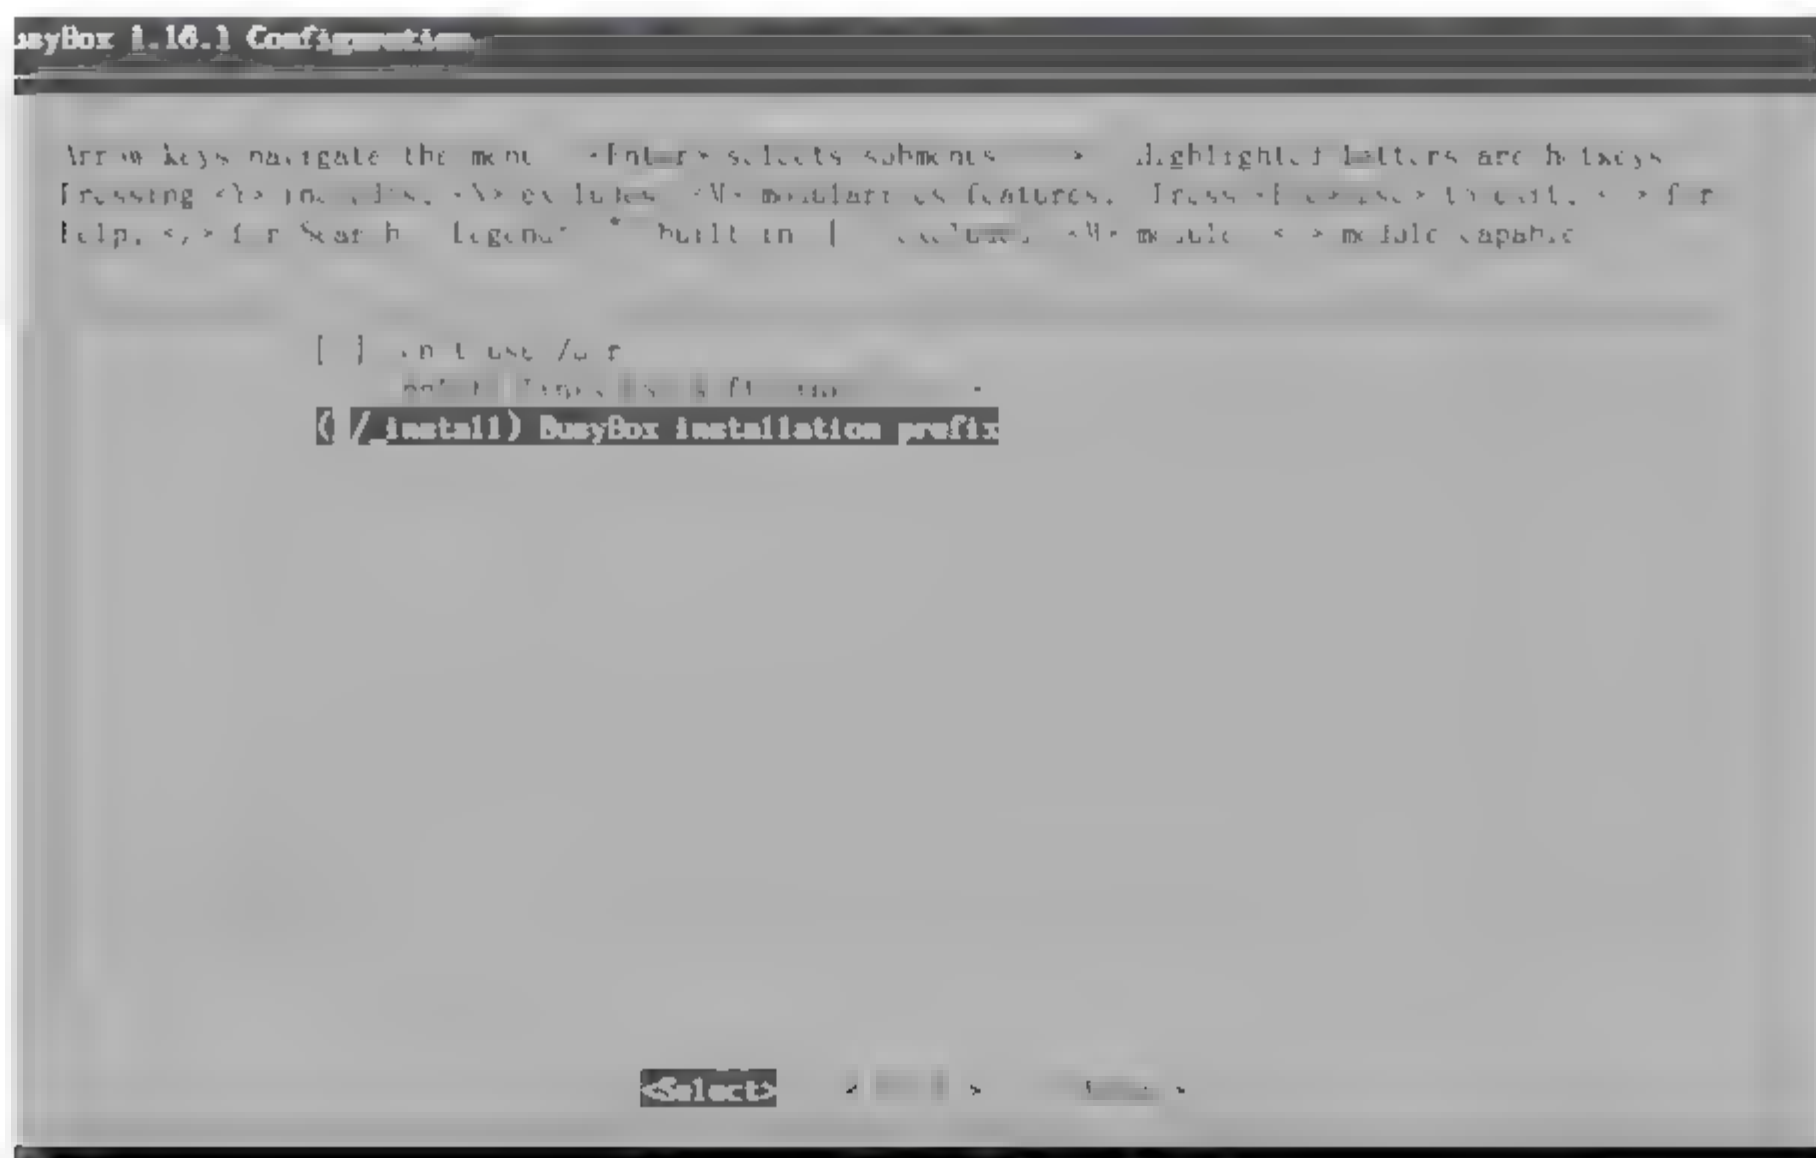 usyBox 1.16.1 Configuration
Arrow keys navigate the menu <Enter> selects submenus > Highlighted letters are hotkeys
Pressing <Y> includes, <N> excludes <M> modularizes features. Press <Esc><Esc> to exit, < > for
Help, </> for Search Legend * built in [ excluded <M> module < > module capable
[ ] Don't use /usr
(./_install) BusyBox installation prefix
<Select>